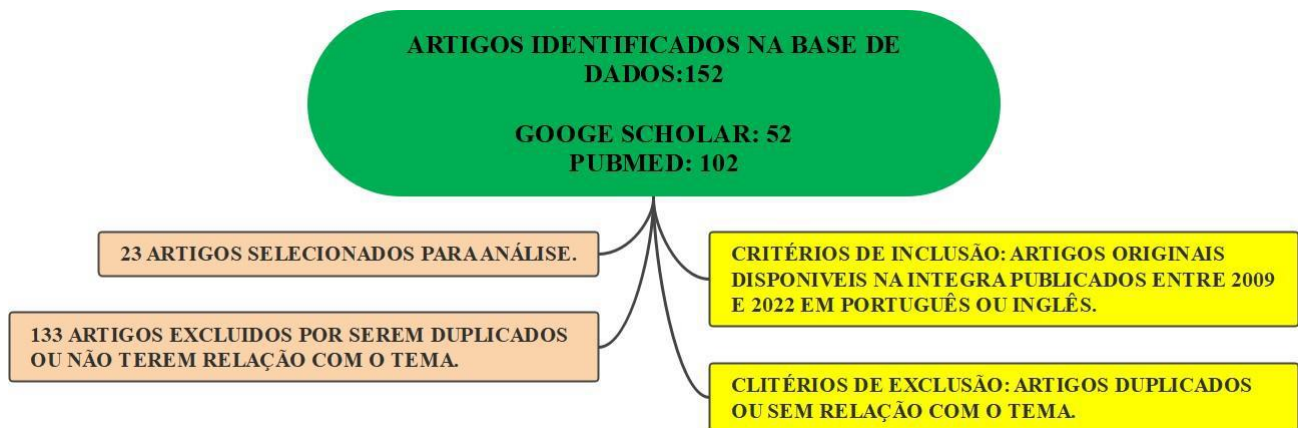 ARTIGOS IDENTIFICADOS NA BASE DE
DADOS:152
GOOGE SCHOLAR: 52
PUBMED: 102
23 ARTIGOS SELECIONADOS PARA ANÁLISE.
133 ARTIGOS EXCLUIDOS POR SEREM DUPLICADOS
OU NÃO TEREM RELAÇÃO COM O TEMA.
CRITÉRIOS DE INCLUSÃO: ARTIGOS ORIGINAIS
DISPONIVEIS NA INTEGRA PUBLICADOS ENTRE 2009
E 2022 EM PORTUGUÊS OU INGLÊS.
CLITÉRIOS DE EXCLUSÃO: ARTIGOS DUPLICADOS
OU SEM RELAÇÃO COM O TEMA.